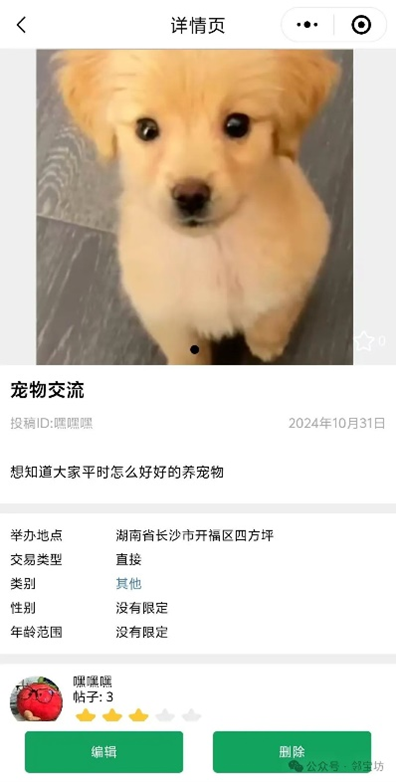 详情页
0
宠物交流
投稿ID:嘿嘿嘿 2024年10月31日
想知道大家平时怎么好好的养宠物
举办地点 湖南省长沙市开福区四方坪
交易类型 直接
类别 其他
性别 没有限定
年龄范围 没有限定
嘿嘿嘿
帖子: 3
编辑 删除
公众号 · 邻宝坊